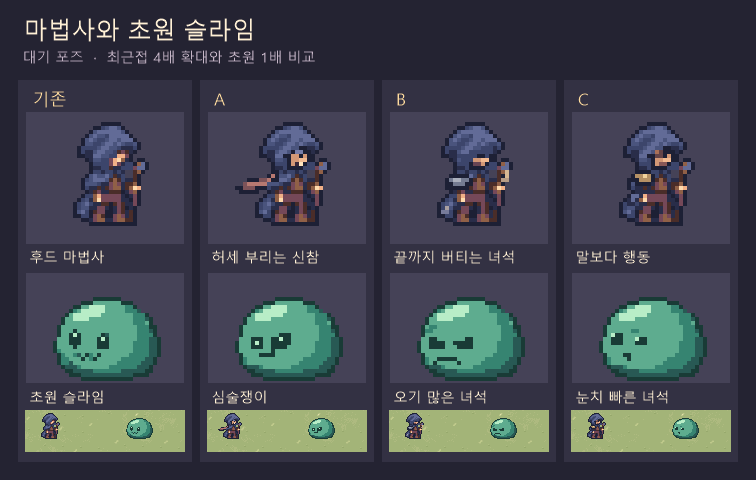 마법사와 초원 슬라임
대기 포즈 · 최근접 4배 확대와 초원 1배 비교
기존
A
B
C
후드 마법사
허세 부리는 신참
끝까지 버티는 녀석
말보다 행동
초원 슬라임
심술쟁이
오기 많은 녀석
눈치 빠른 녀석